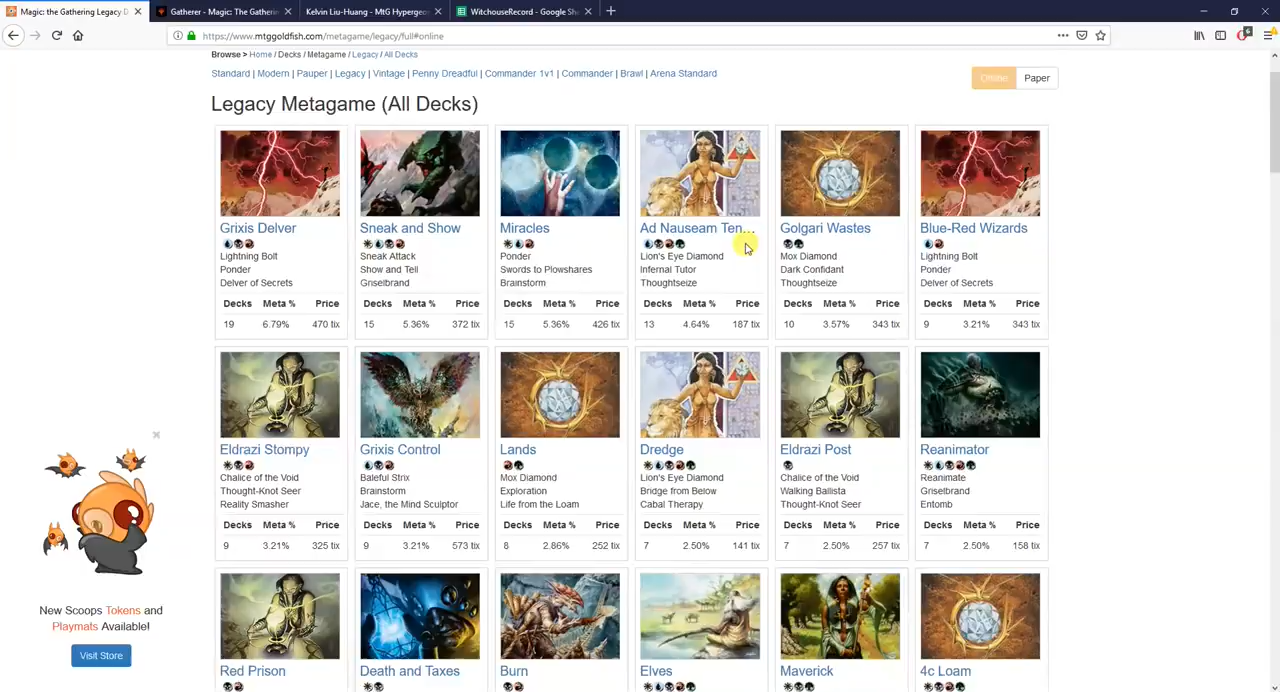 Magic: the Gathering Legacy D
Gatherer - Magic: The Gatherin
Kelvin Liu-Huang - MtG Hypergeo
WitchouseRecord - Google She
https://www.mtggoldfish.com/metagame/legacy/full#online
Browse > Home / Decks / Metagame / Legacy / All Decks
Standard | Modern | Pauper | Legacy | Vintage | Penny Dreadful | Commander 1v1 | Commander | Brawl | Arena Standard
Online
Paper
Legacy Metagame (All Decks)
Grixis Delver
Lightning Bolt
Ponder
Delver of Secrets
Decks Meta % Price
19 6.79% 470 tix
Sneak and Show
Sneak Attack
Show and Tell
Griselbrand
Decks Meta % Price
15 5.36% 372 tix
Miracles
Ponder
Swords to Plowshares
Brainstorm
Decks Meta % Price
15 5.36% 426 tix
Ad Nauseam Ten...
Lion's Eye Diamond
Infernal Tutor
Thoughtseize
Decks Meta % Price
13 4.64% 187 tix
Golgari Wastes
Mox Diamond
Dark Confidant
Thoughtseize
Decks Meta % Price
10 3.57% 343 tix
Blue-Red Wizards
Lightning Bolt
Ponder
Delver of Secrets
Decks Meta % Price
9 3.21% 343 tix
Eldrazi Stompy
Chalice of the Void
Thought-Knot Seer
Reality Smasher
Decks Meta % Price
9 3.21% 325 tix
Grixis Control
Baleful Strix
Brainstorm
Jace, the Mind Sculptor
Decks Meta % Price
9 3.21% 573 tix
Lands
Mox Diamond
Exploration
Life from the Loam
Decks Meta % Price
8 2.86% 252 tix
Dredge
Lion's Eye Diamond
Bridge from Below
Cabal Therapy
Decks Meta % Price
7 2.50% 141 tix
Eldrazi Post
Chalice of the Void
Walking Ballista
Thought-Knot Seer
Decks Meta % Price
7 2.50% 257 tix
Reanimator
Reanimate
Griselbrand
Entomb
Decks Meta % Price
7 2.50% 158 tix
Red Prison
Death and Taxes
Burn
Elves
Maverick
4c Loam
New Scoops Tokens and
Playmats Available!
Visit Store